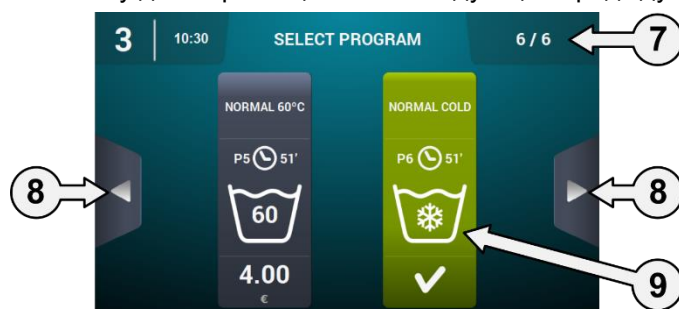 3 10:30 SELECT PROGRAM 6 / 6 7
NORMAL 60ºC NORMAL COLD
P5 51' P6 51'
8 8
60
4.00
€
9